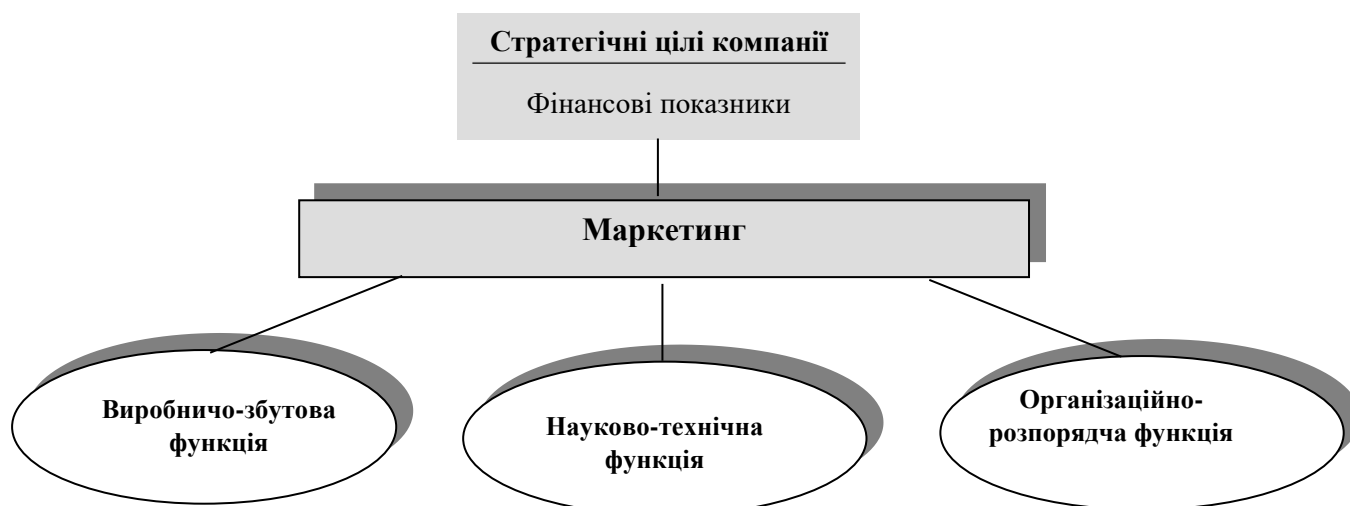 Стратегічні цілі компанії
Фінансові показники
Маркетинг
Виробничо-збутова
функція
Науково-технічна
функція
Організаційно-
розпорядча функція